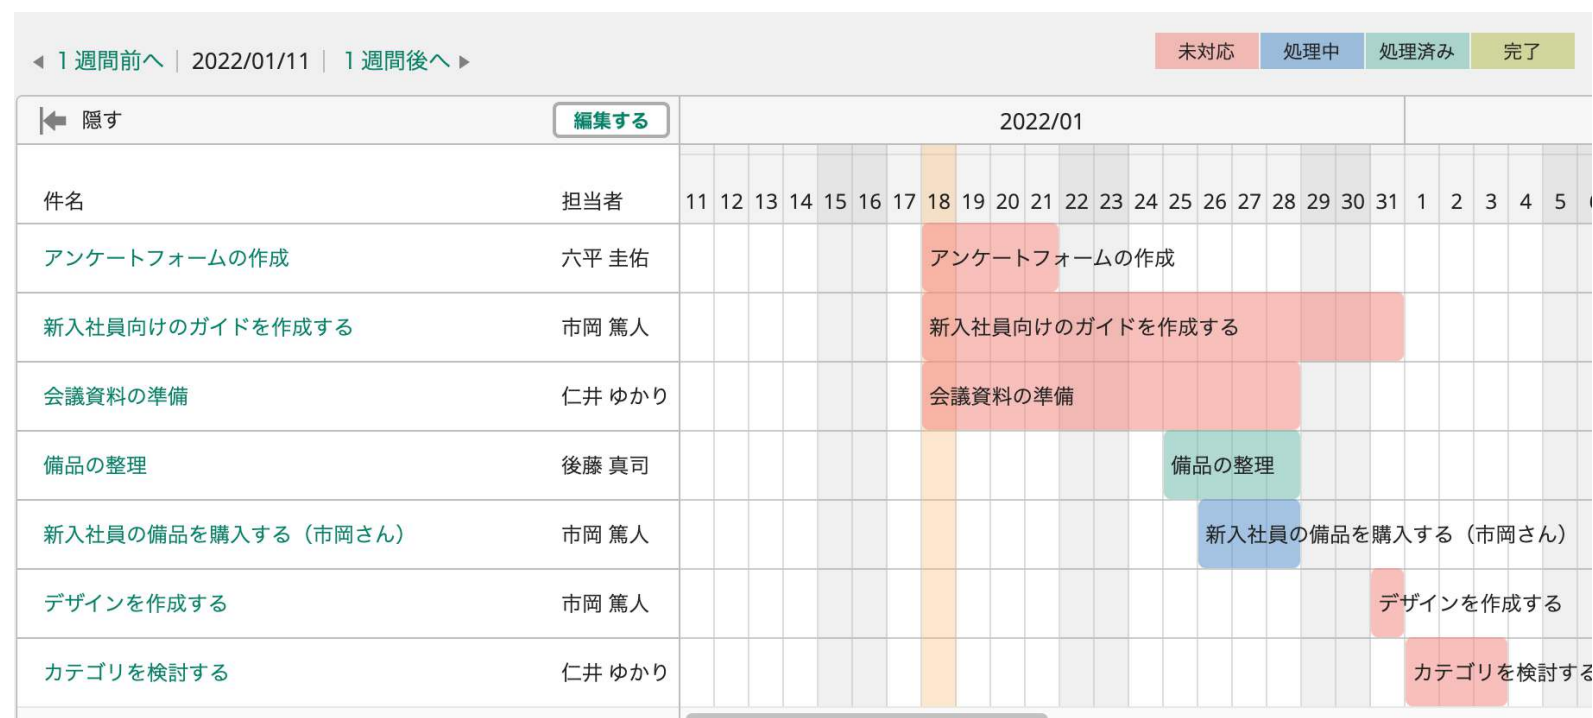 1 週間前へ | 2022/01/11 | 1 週間後へ
未対応 処理中 処理済み 完了
隠す 編集する 2022/01
件名 担当者 11 12 13 14 15 16 17 18 19 20 21 22 23 24 25 26 27 28 29 30 31 1 2 3 4 5
アンケートフォームの作成 六平 圭佑 アンケートフォームの作成
新入社員向けのガイドを作成する 市岡 篤人 新入社員向けのガイドを作成する
会議資料の準備 仁井 ゆかり 会議資料の準備
備品の整理 後藤 真司 備品の整理
新入社員の備品を購入する（市岡さん） 市岡 篤人 新入社員の備品を購入する（市岡さん）
デザインを作成する 市岡 篤人 デザインを作成する
カテゴリを検討する 仁井 ゆかり カテゴリを検討する